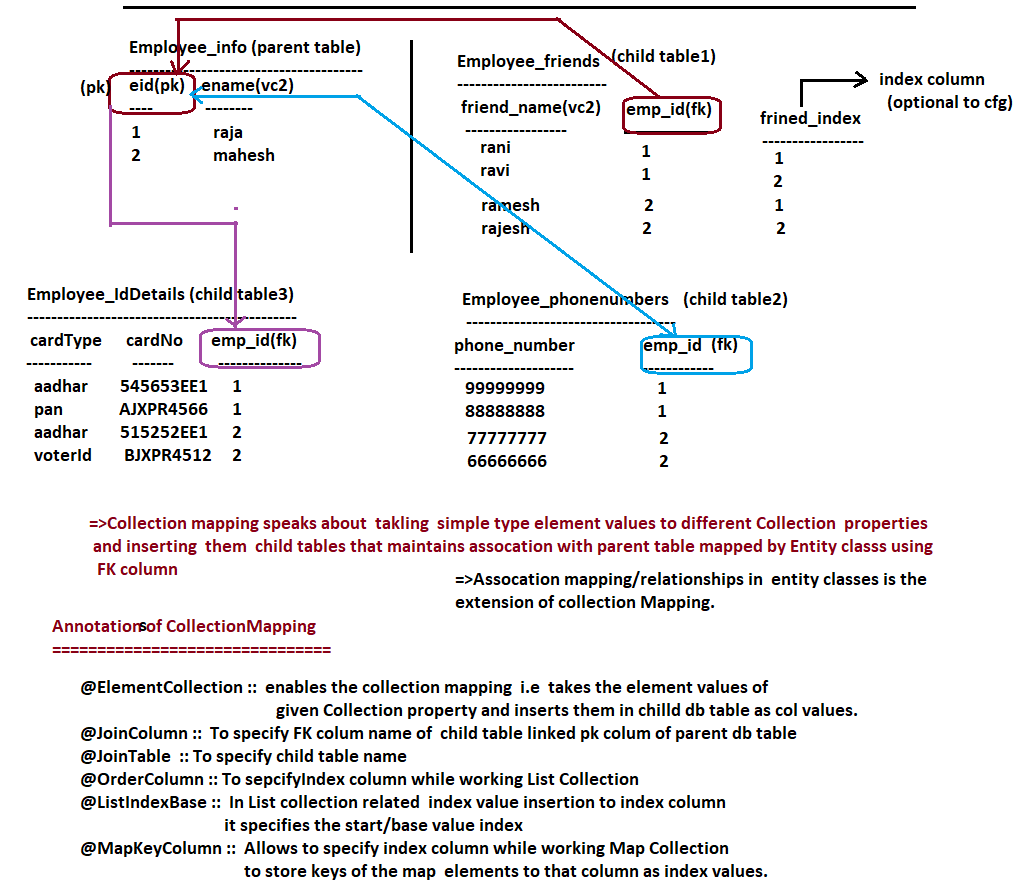 Employee_info (parent table)
(pk) eid(pk) ename(vc2)
1 raja
2 mahesh
Employee_friends (child table1)
friend_name(vc2) emp_id(fk) frined_index
index column
(optional to cfg)
rani 1 1
ravi 1 2
ramesh 2 1
rajesh 2 2
Employee_IdDetails (child table3)
cardType cardNo emp_id(fk)
aadhar 545653EE1 1
pan AJXPR4566 1
aadhar 515252EE1 2
voterId BJXPR4512 2
Employee_phonenumbers (child table2)
phone_number emp_id (fk)
99999999 1
88888888 1
77777777 2
66666666 2
=>Collection mapping speaks about takling simple type element values to different Collection properties
and inserting them child tables that maintains assocation with parent table mapped by Entity classs using
FK column
=>Assocation mapping/relationships in entity classes is the
extension of collection Mapping.
Annotations of CollectionMapping
===============================
@ElementCollection :: enables the collection mapping i.e takes the element values of
given Collection property and inserts them in chilld db table as col values.
@JoinColumn :: To specify FK colum name of child table linked pk colum of parent db table
@JoinTable :: To specify child table name
@OrderColumn :: To sepcifyIndex column while working List Collection
@ListIndexBase :: In List collection related index value insertion to index column
it specifies the start/base value index
@MapKeyColumn :: Allows to specify index column while working Map Collection
to store keys of the map elements to that column as index values.